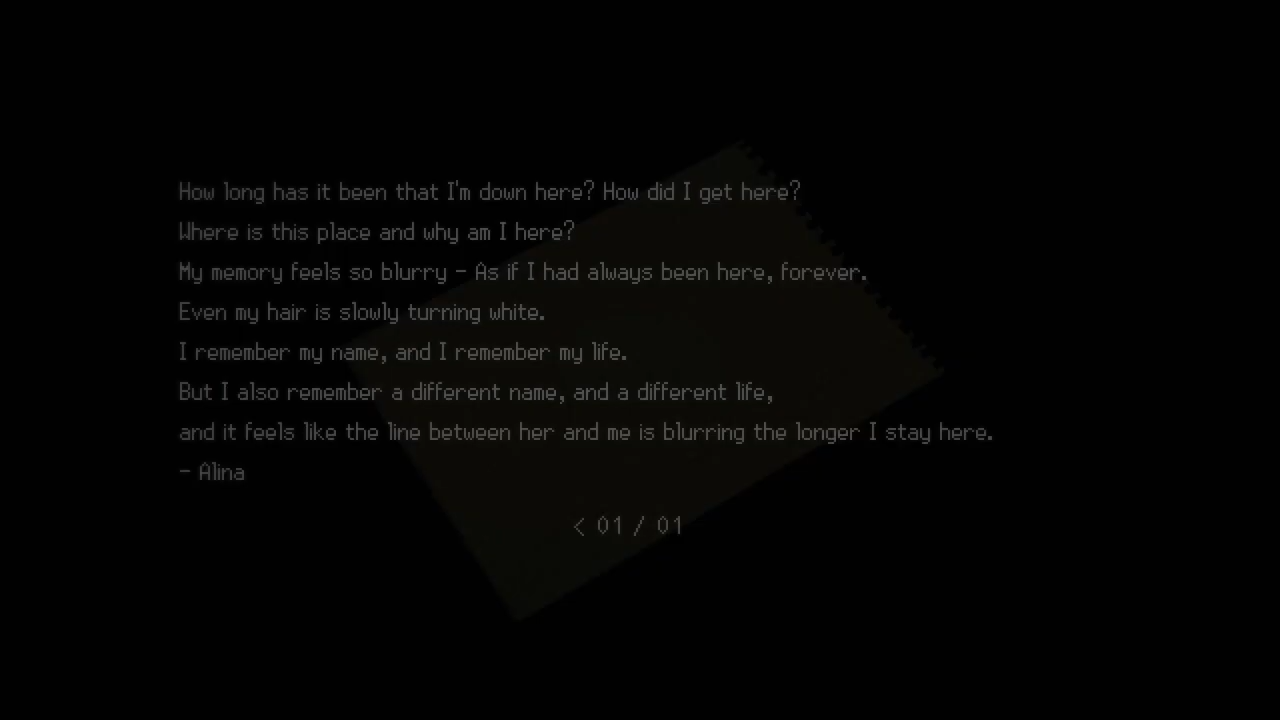 How long has it been that I'm down here? How did I get here?
Where is this place and why am I here?
My memory feels so blurry - As if I had always been here, forever.
Even my hair is slowly turning white.
I remember my name, and I remember my life.
But I also remember a different name, and a different life,
and it feels like the line between her and me is blurring the longer I stay here.
- Alina
< 01 / 01